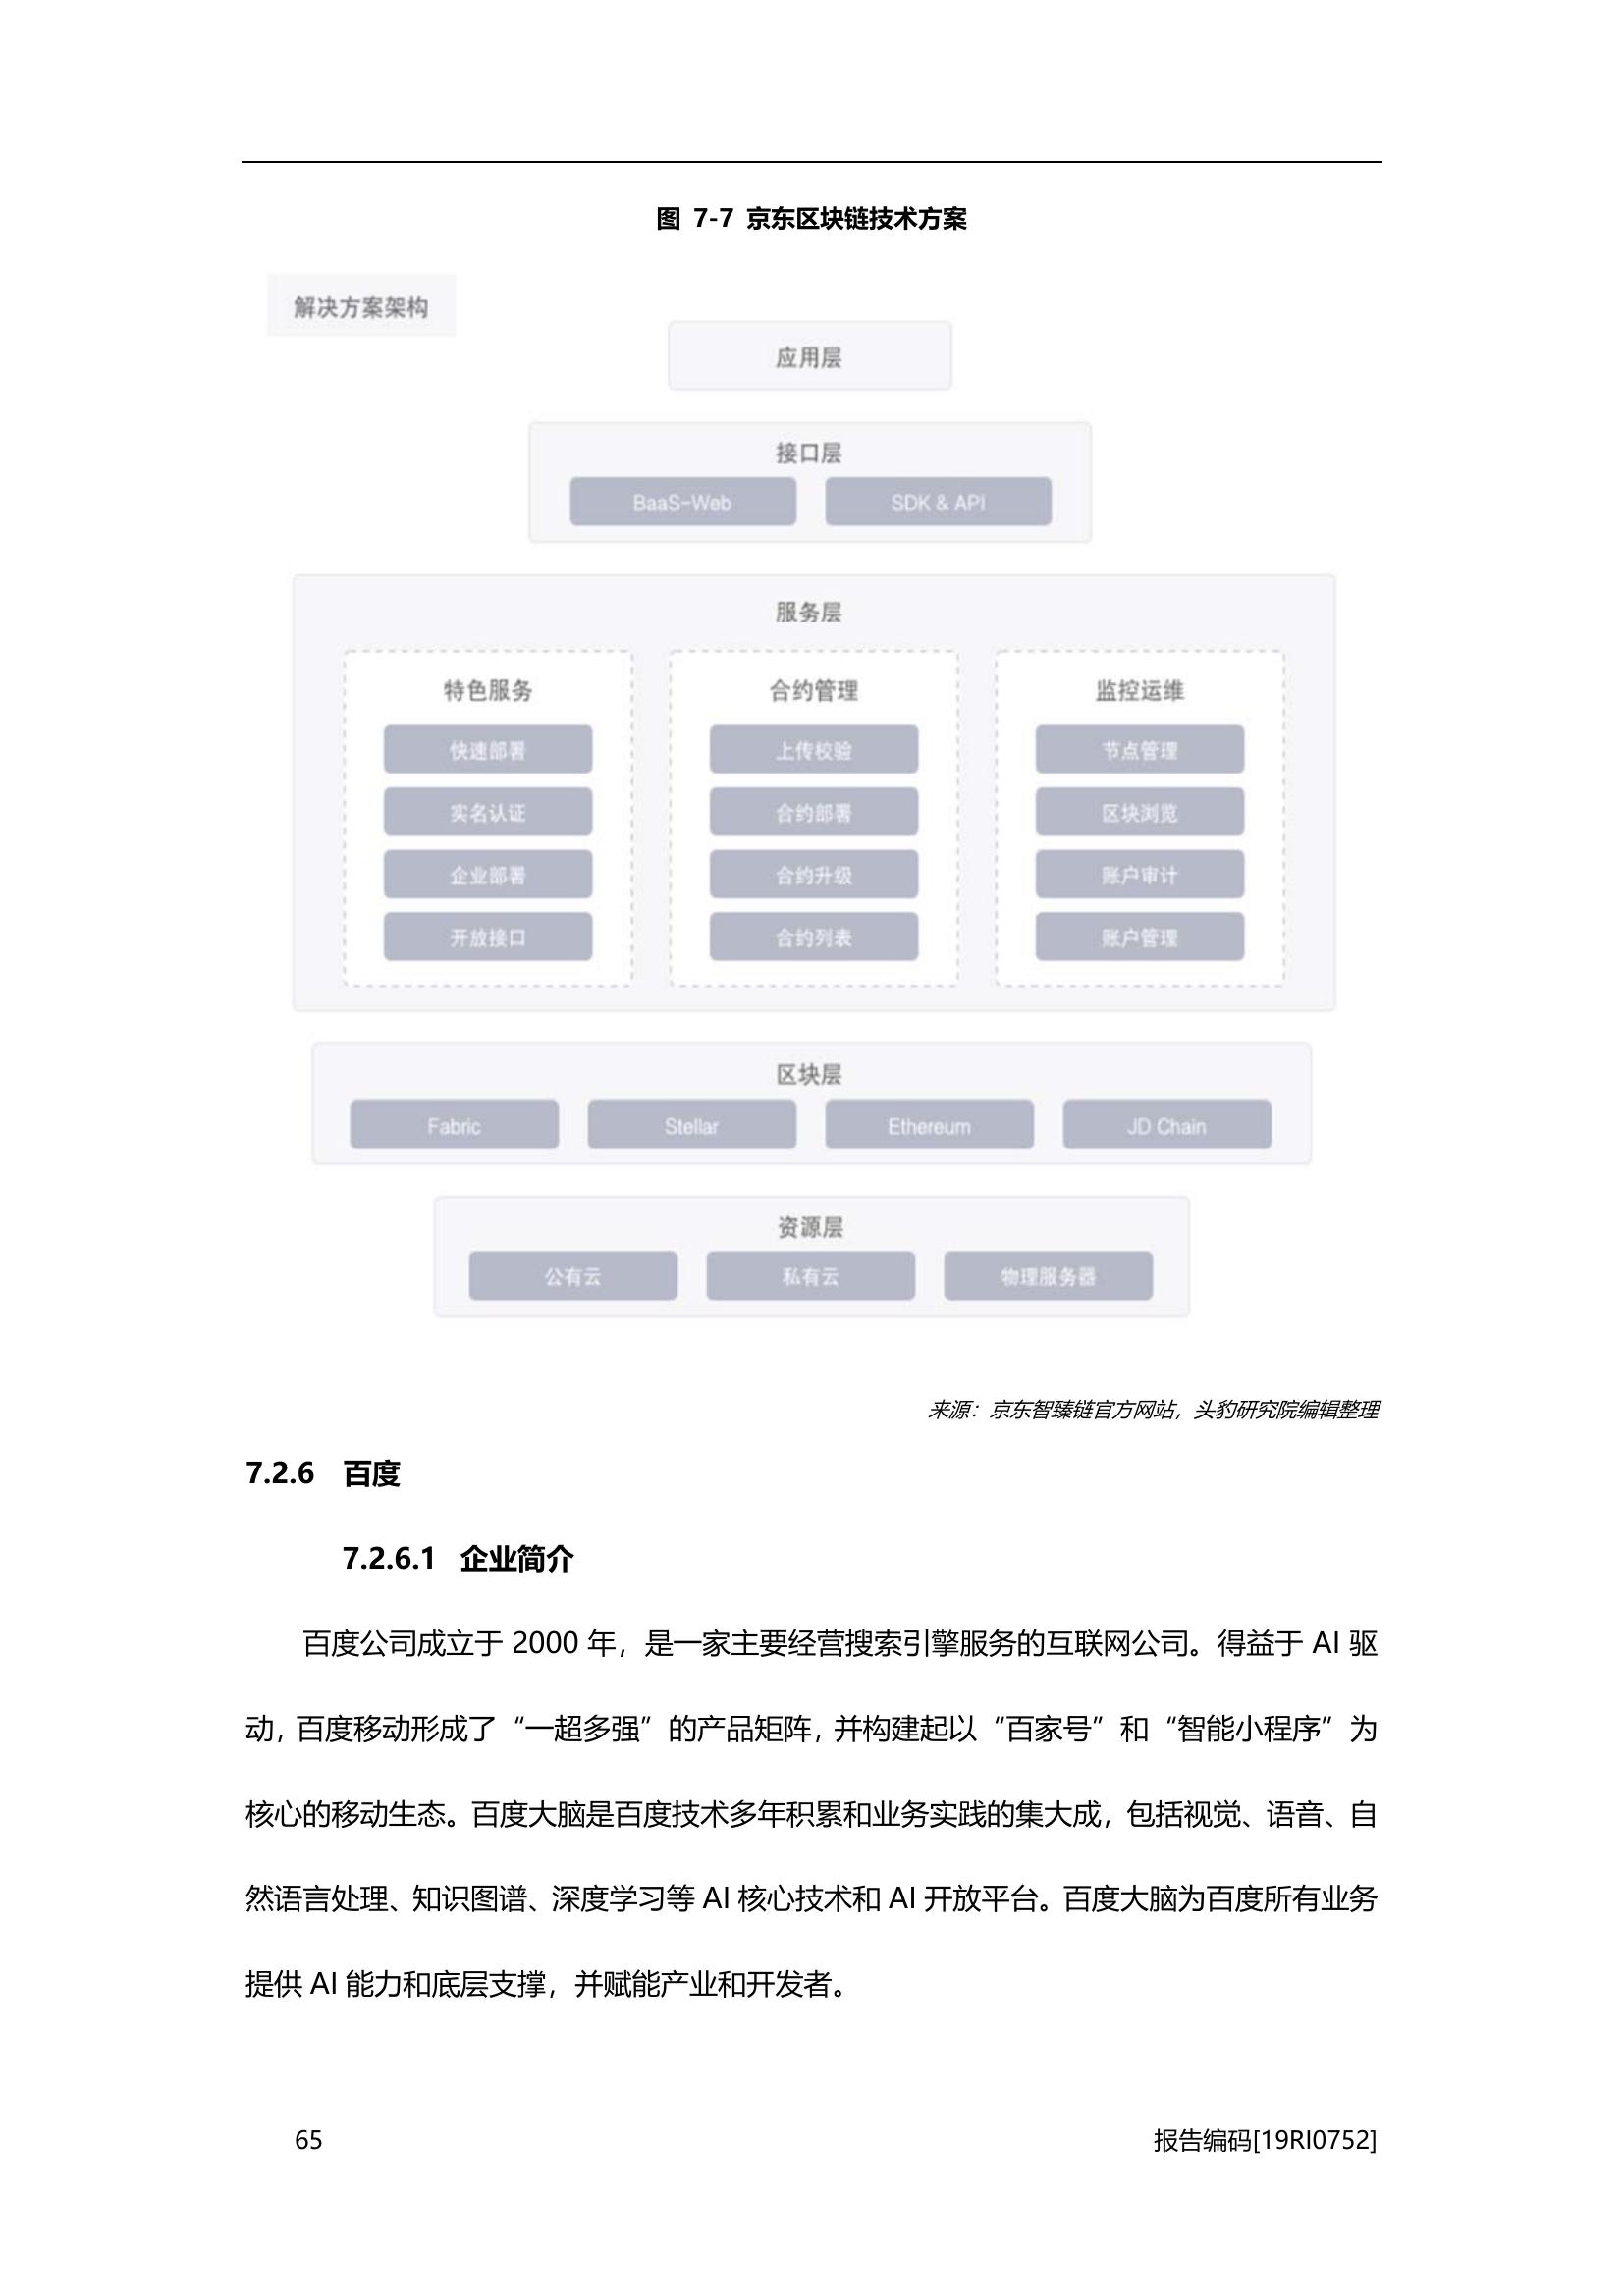 图 7-7 京东区块链技术方案
解决方案架构
应用层
接口层
BaaS-Web SDK & API
服务层
特色服务 合约管理 监控运维
快速部署 上传校验 节点管理
实名认证 合约部署 区块浏览
企业部署 合约升级 账户审计
开放接口 合约列表 账户管理
区块层
Fabric Stellar Ethereum JD Chain
资源层
公有云 私有云 物理服务器
来源：京东智臻链官方网站，头豹研究院编辑整理
7.2.6 百度
7.2.6.1 企业简介
百度公司成立于 2000 年，是一家主要经营搜索引擎服务的互联网公司。得益于 AI 驱
动，百度移动形成了“一超多强”的产品矩阵，并构建起以“百家号”和“智能小程序”为
核心的移动生态。百度大脑是百度技术多年积累和业务实践的集大成，包括视觉、语音、自
然语言处理、知识图谱、深度学习等 AI 核心技术和 AI 开放平台。百度大脑为百度所有业务
提供 AI 能力和底层支撑，并赋能产业和开发者。
65 报告编码[19RI0752]